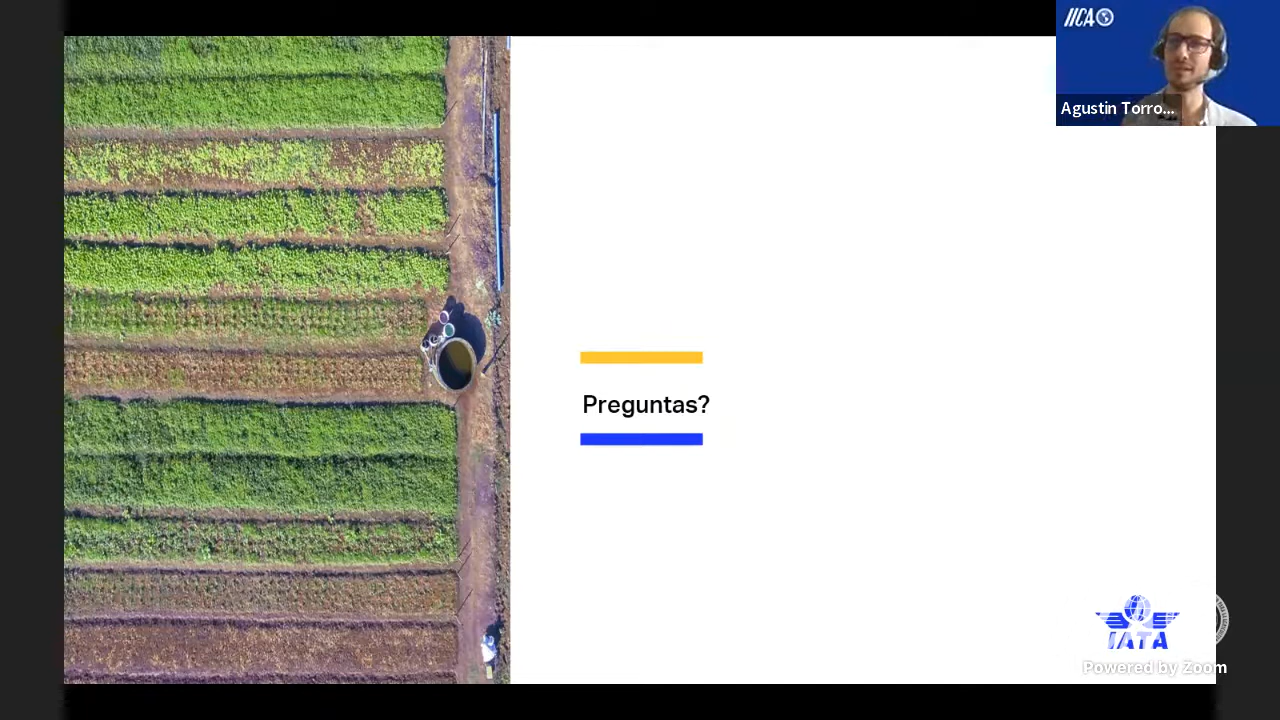 IICA
Agustin Torro...
Preguntas?
IATA
Powered by Zoom